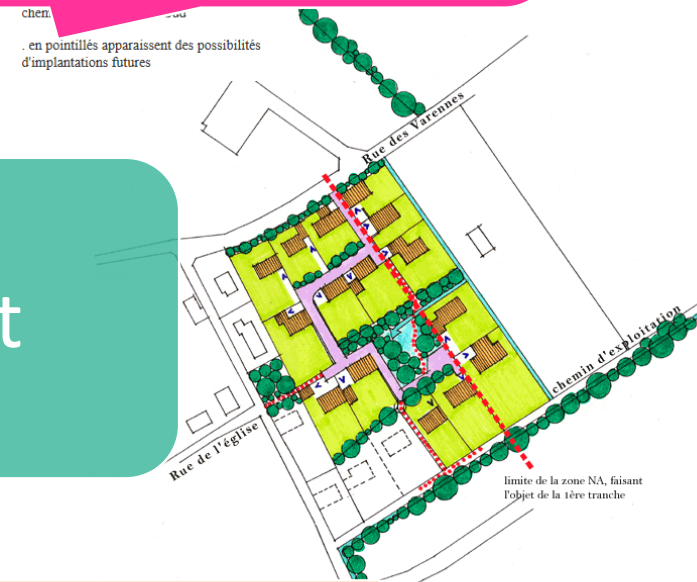 chem
. en pointillés apparaissent des possibilités
d'implantations futures
Rue des Varennes
t
chemin d'exploitation
Rue de l'église
limite de la zone NA, faisant
l'objet de la 1ère tranche